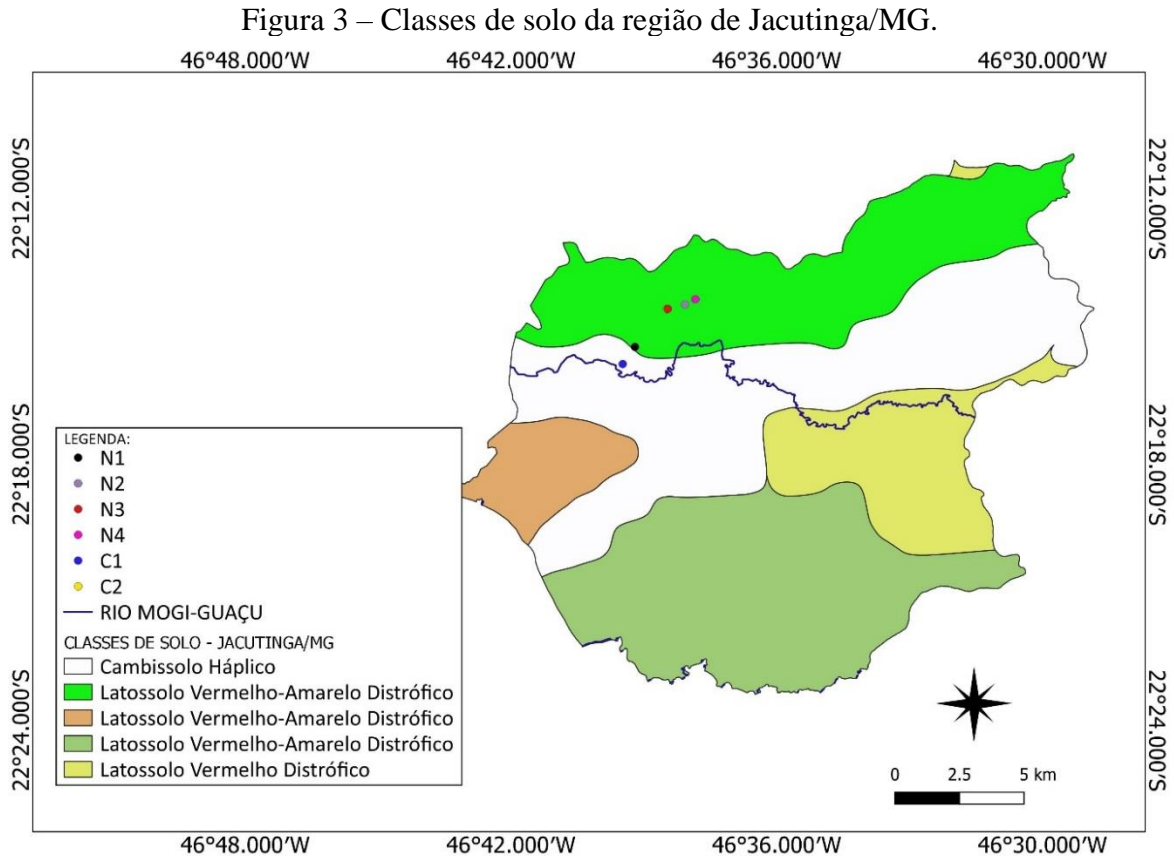 Figura 3 – Classes de solo da região de Jacutinga/MG.
46°48.000′W 46°42.000′W 46°36.000′W 46°30.000′W
22°12.000′S 22°12.000′S
22°18.000′S 22°18.000′S
LEGENDA:
N1
N2
N3
N4
C1
C2
RIO MOGI-GUAÇU
CLASSES DE SOLO - JACUTINGA/MG
Cambissolo Háplico
Latossolo Vermelho-Amarelo Distrófico
Latossolo Vermelho-Amarelo Distrófico
Latossolo Vermelho-Amarelo Distrófico
Latossolo Vermelho Distrófico
22°24.000′S 22°24.000′S
0 2.5 5 km
46°48.000′W 46°42.000′W 46°36.000′W 46°30.000′W